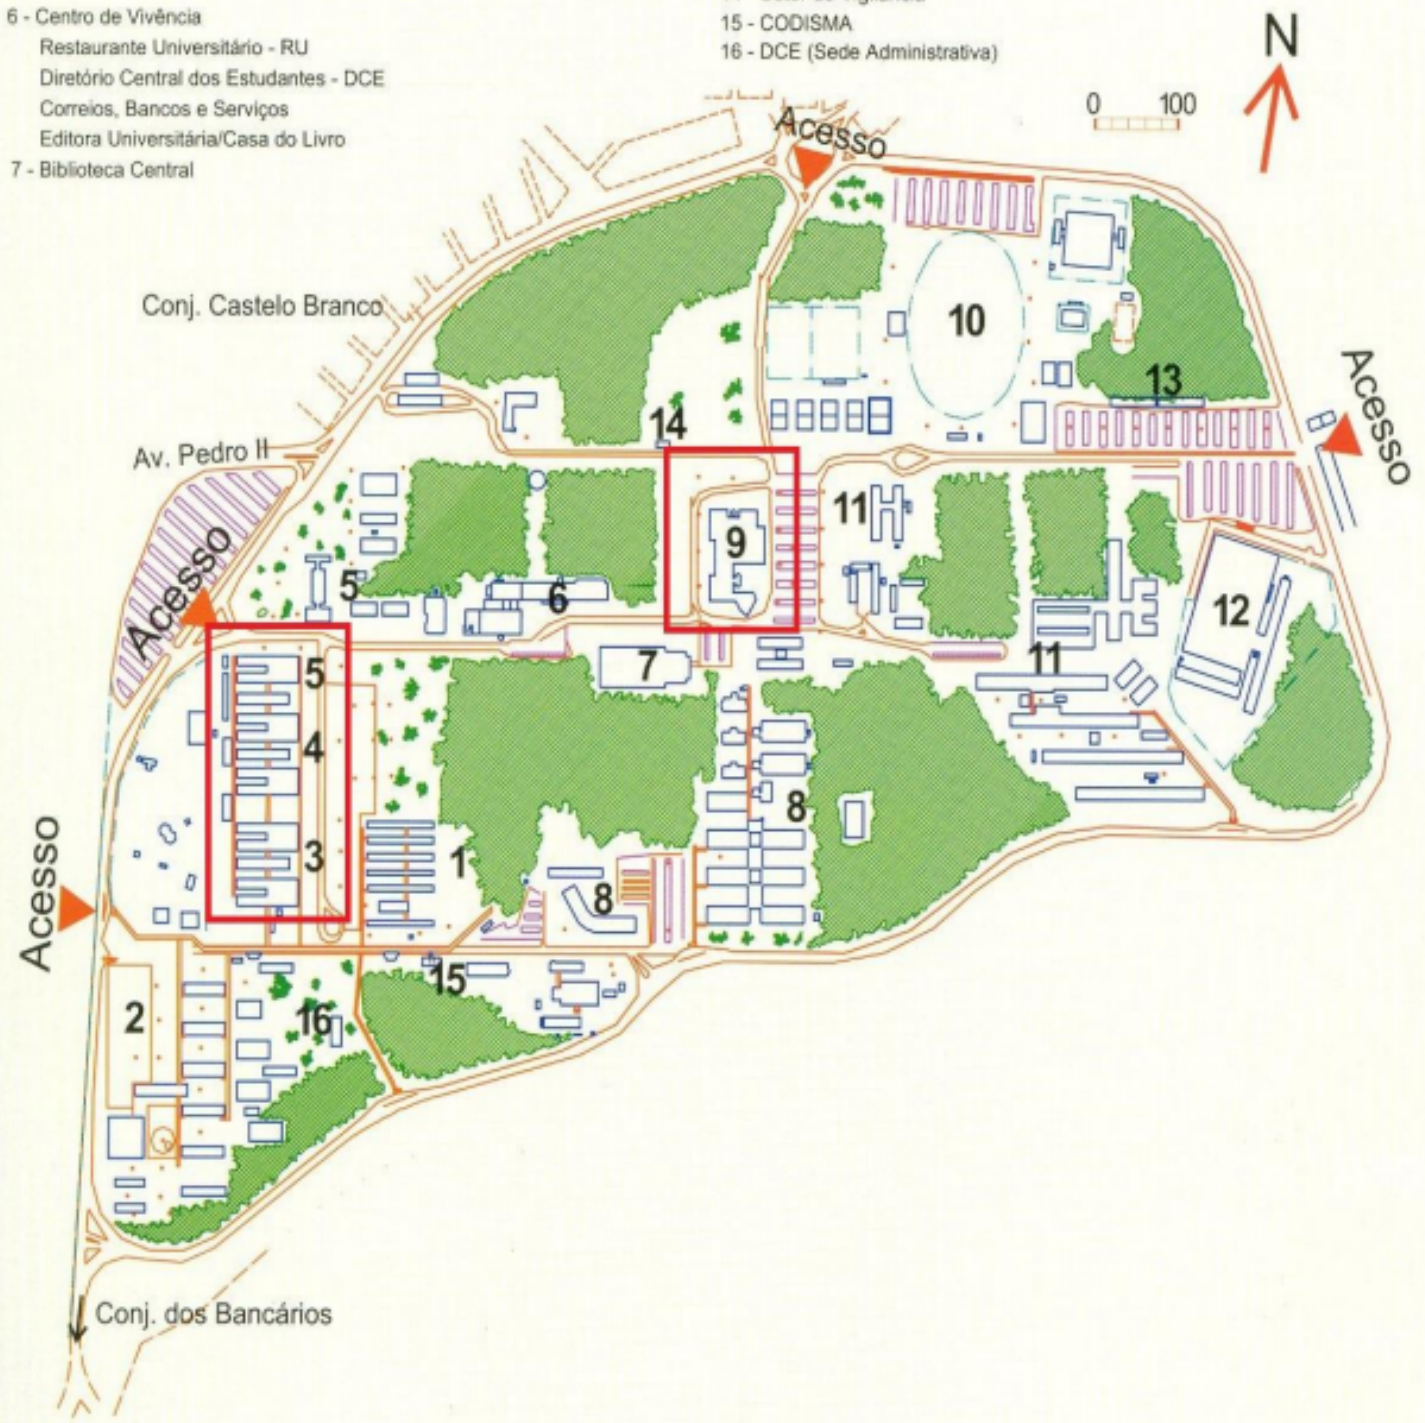 6 - Centro de Vivência
Restaurante Universitário - RU
Diretório Central dos Estudantes - DCE
Correios, Bancos e Serviços
Editora Universitária/Casa do Livro
7 - Biblioteca Central
15 - CODISMA
16 - DCE (Sede Administrativa)
N
0 100
Acesso
Conj. Castelo Branco
10
13
Acesso
14
Av. Pedro II
9
11
Acesso
5
6
12
7
11
5
4
8
3
1
8
Acesso
15
2
16
Conj. dos Bancários